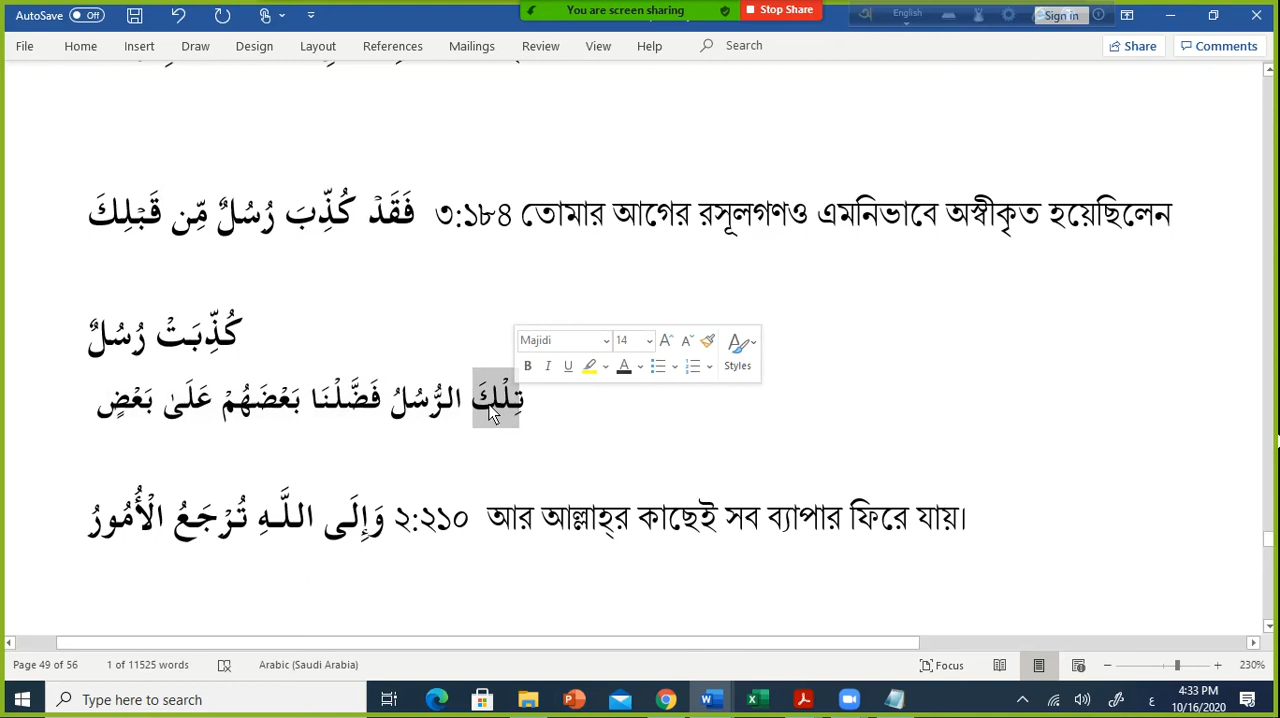 AutoSave Off
You are screen sharing
Stop Share
English
Sign in
File Home Insert Draw Design Layout References Mailings Review View Help Search Share Comments
فَقَدْ كُذِّبَ رُسُلٌ مِّن قَبْلِكَ ৩:১৮৪ তোমার আগের রসূলগণও এমনিভাবে অস্বীকৃত হয়েছিলেন
كُذِّبَتْ رُسُلٌ
Majidi 14
B I U A Styles
تِلْكَ الرُّسُلُ فَضَّلْنَا بَعْضَهُمْ عَلَىٰ بَعْضٍ
وَإِلَى اللَّهِ تُرْجَعُ الْأُمُورُ ২:২১০ আর আল্লাহ্‌র কাছেই সব ব্যাপার ফিরে যায়।
Page 49 of 56 1 of 11525 words Arabic (Saudi Arabia) Focus 230%
Type here to search 4:33 PM
10/16/2020